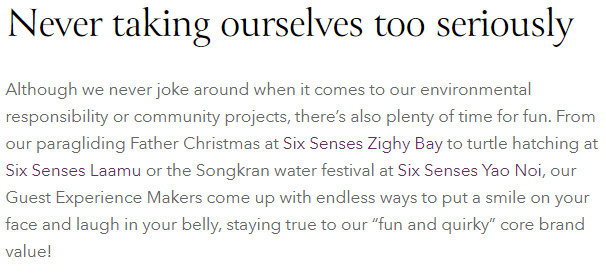 Never taking ourselves too seriously
Although we never joke around when it comes to our environmental
responsibility or community projects, there's also plenty of time for fun. From
our paragliding Father Christmas at Six Senses Zighy Bay to turtle hatching at
Six Senses Laamu or the Songkran water festival at Six Senses Yao Noi, our
Guest Experience Makers come up with endless ways to put a smile on your
face and laugh in your belly, staying true to our “fun and quirky” core brand
value!